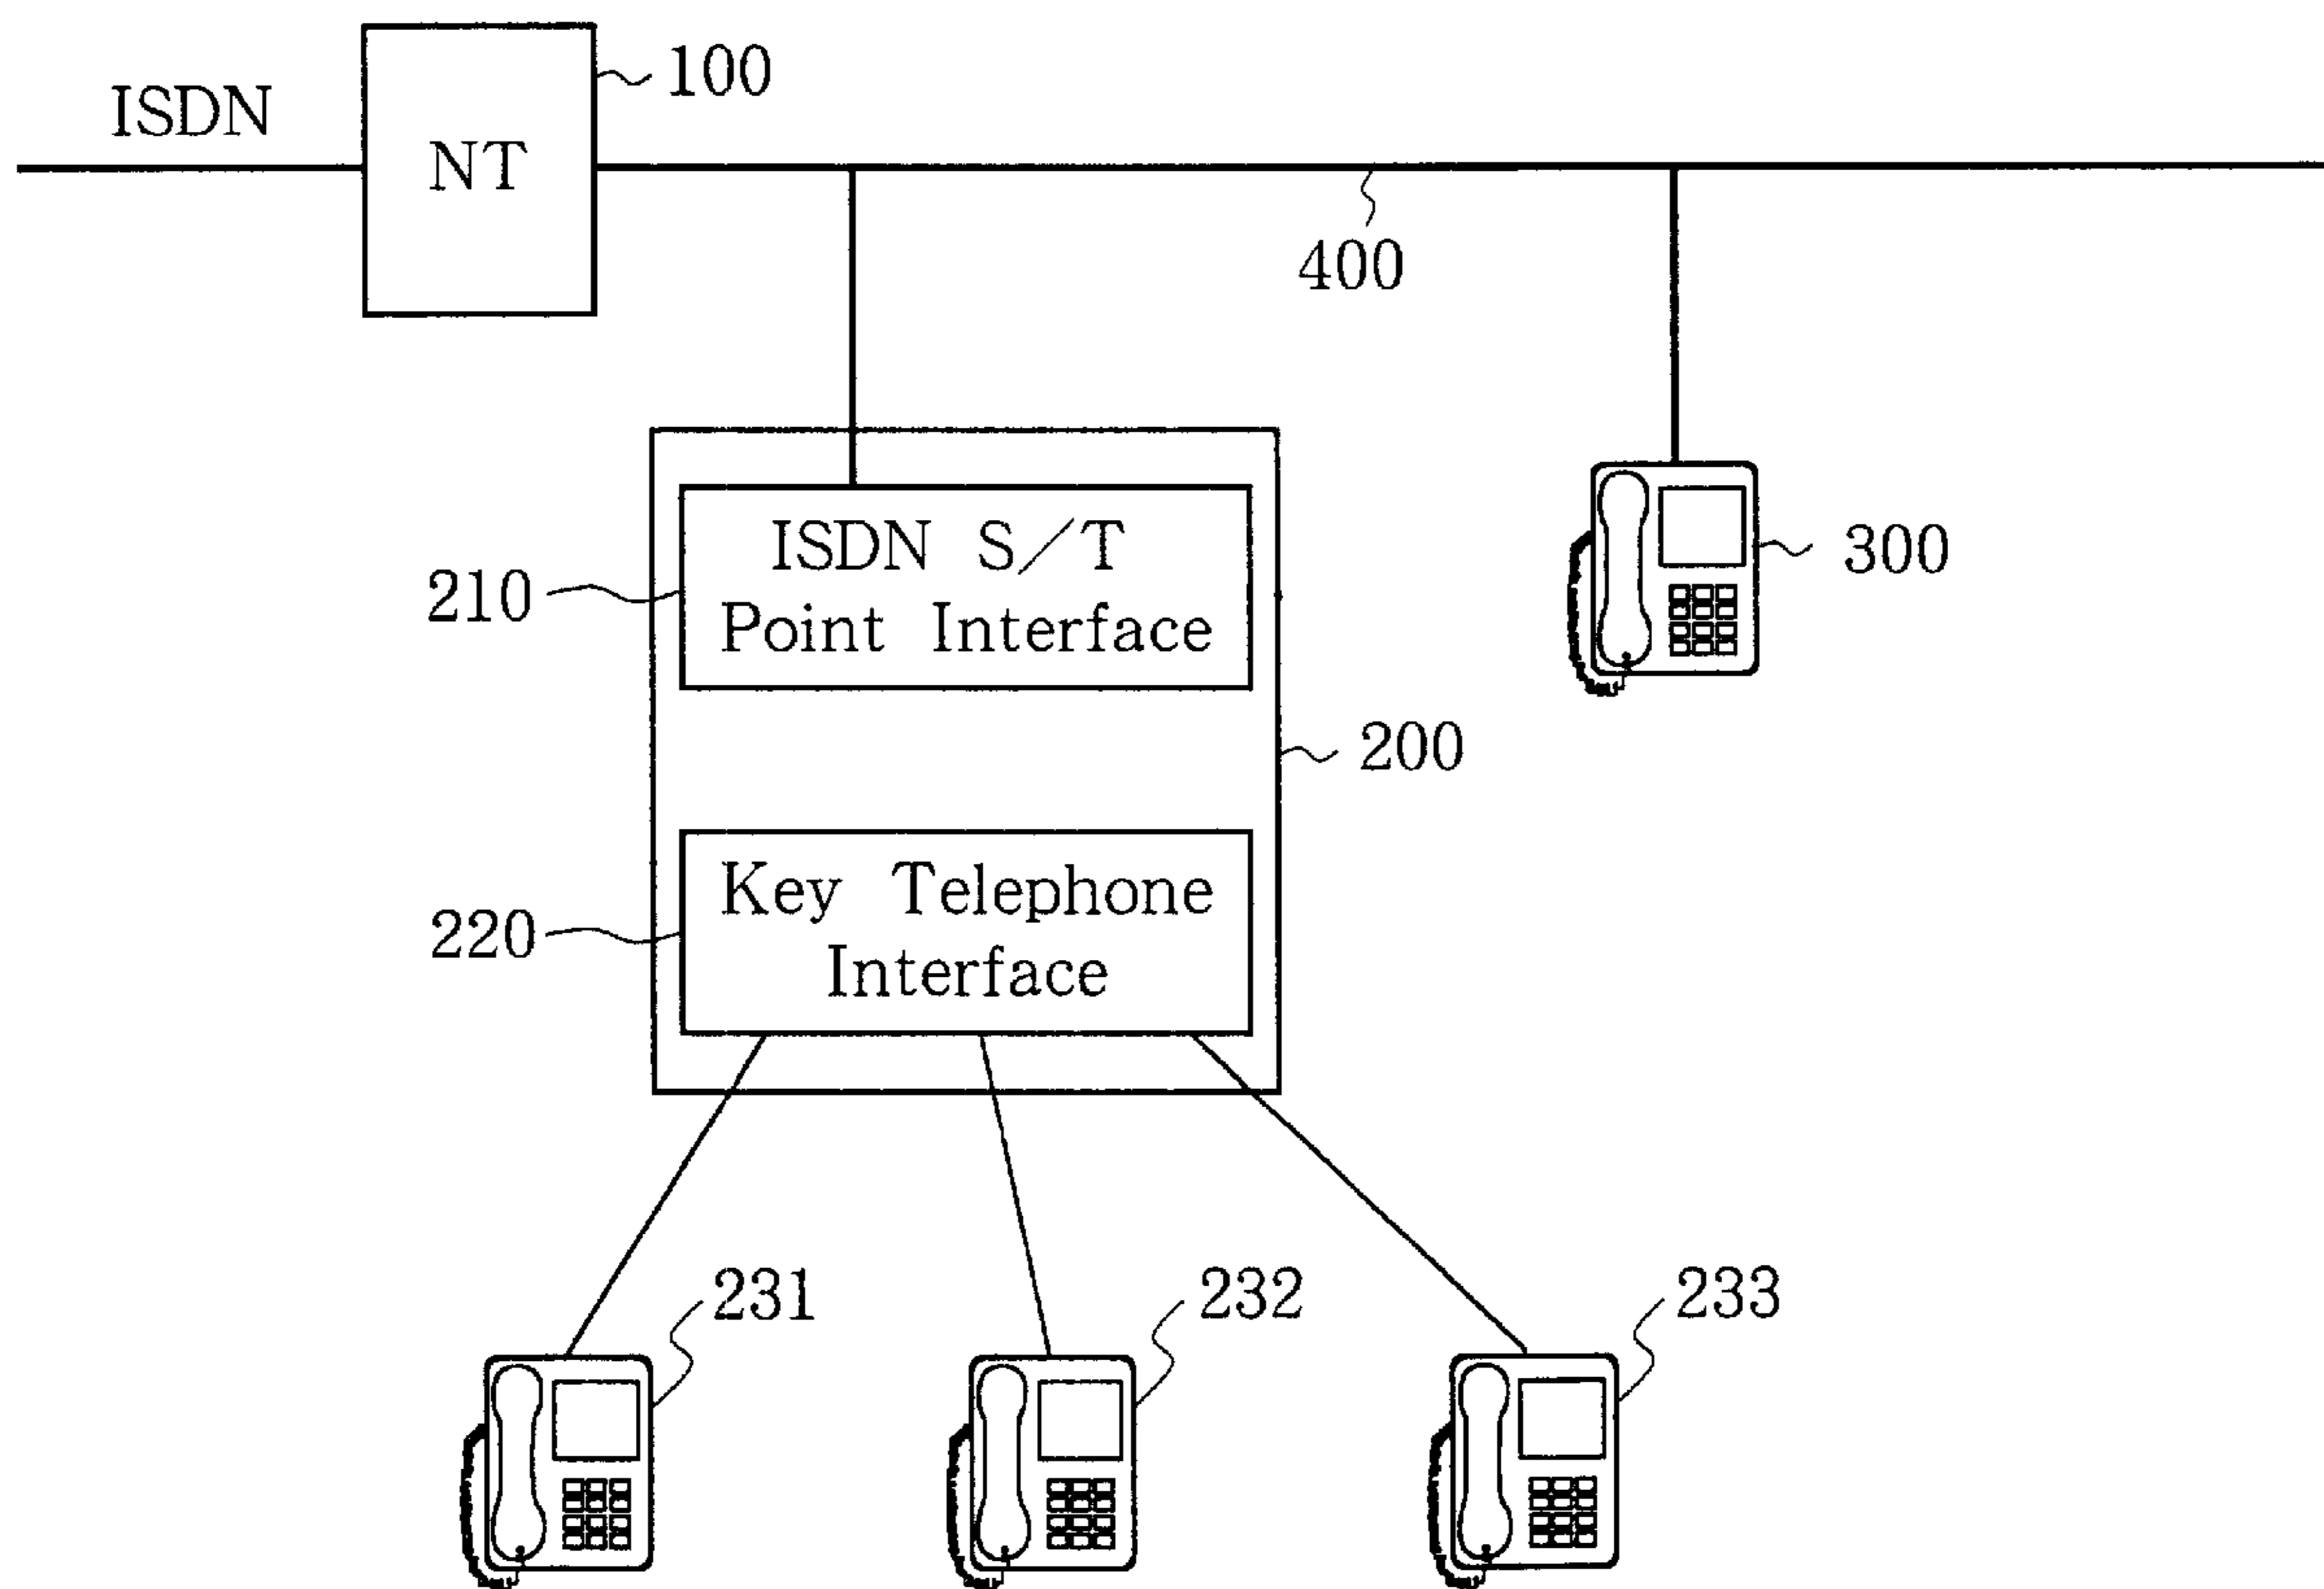 100
ISDN
NT
400
ISDN S/T
Point Interface
210
300
200
Key Telephone
Interface
220
231
232
233